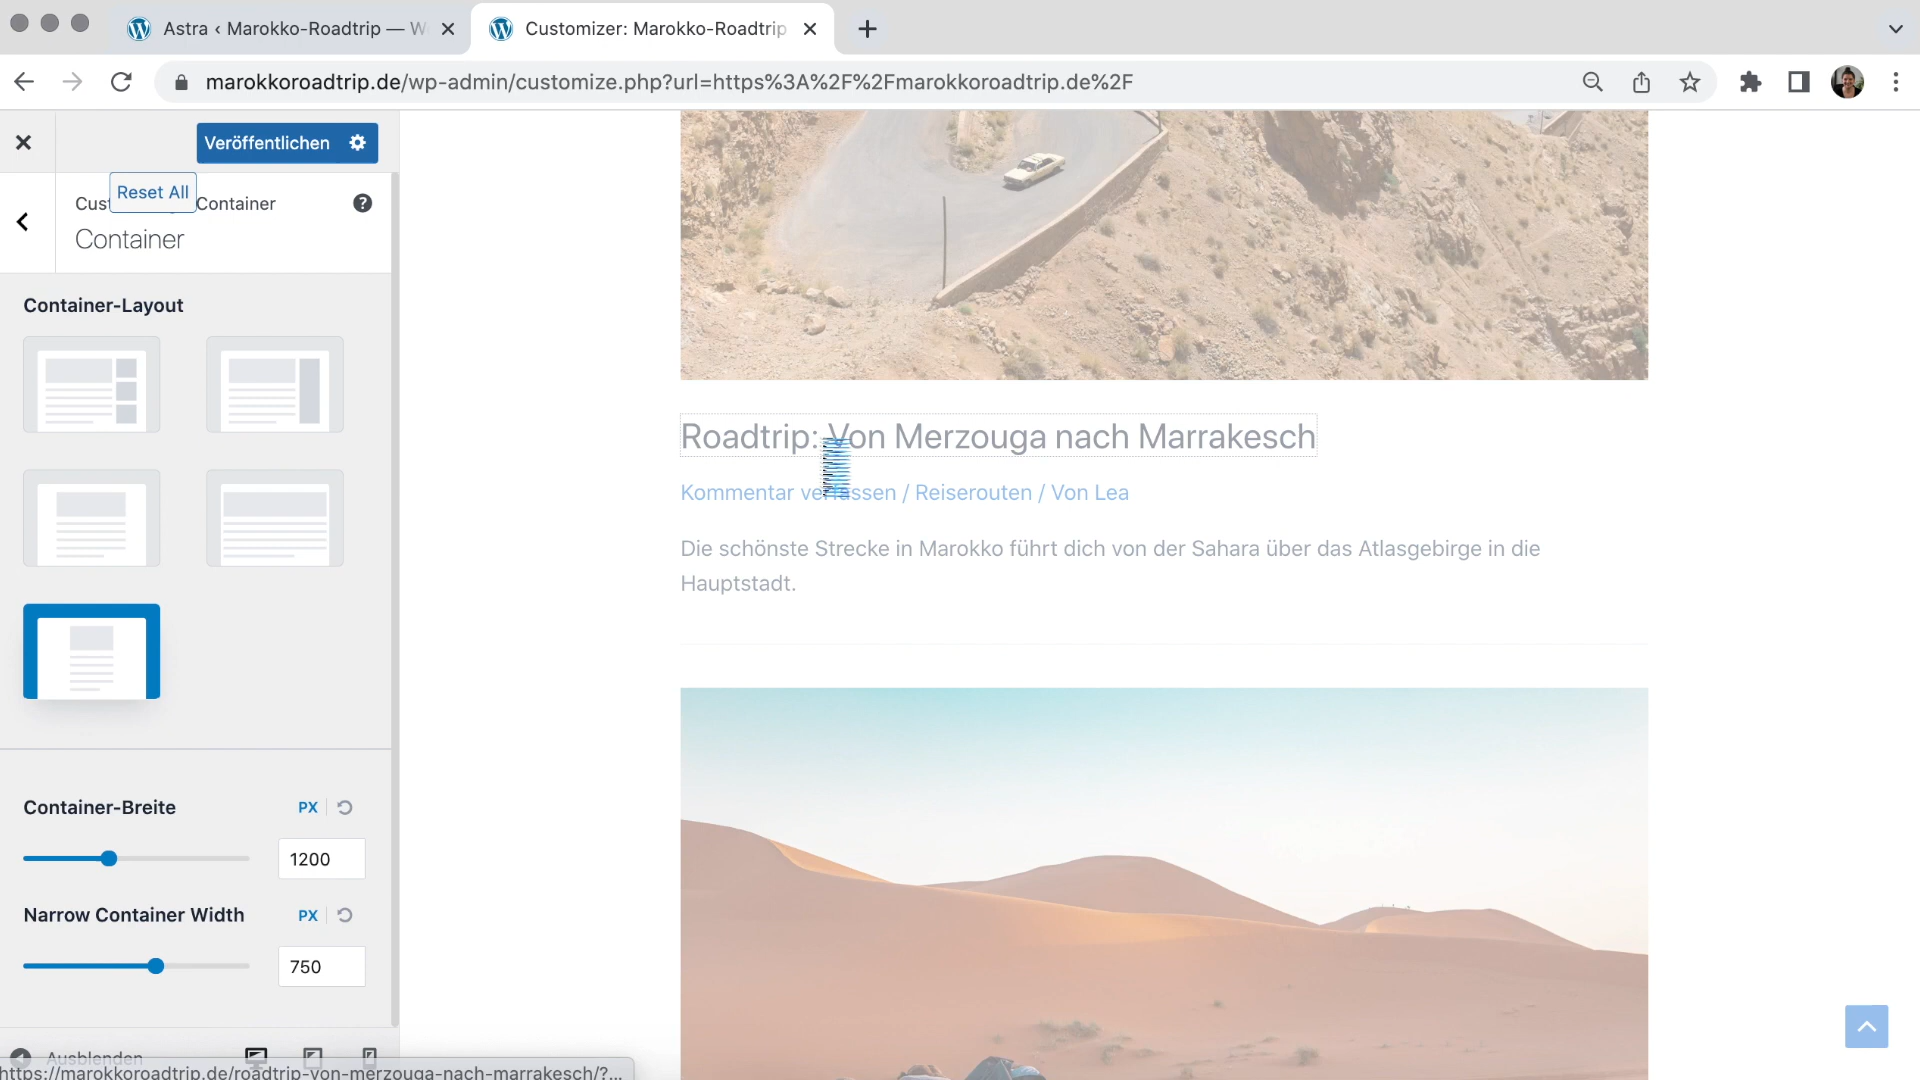 Astra ‹ Marokko-Roadtrip — W
Customizer: Marokko-Roadtrip
marokkoroadtrip.de/wp-admin/customize.php?url=https%3A%2F%2Fmarokkoroadtrip.de%2F
Veröffentlichen
Reset All
Container
Container
Container-Layout
Container-Breite PX
1200
Narrow Container Width PX
750
Ausblenden
https://marokkoroadtrip.de/roadtrip-von-merzouga-nach-marrakesch/?...
Roadtrip: Von Merzouga nach Marrakesch
Kommentar verfassen / Reiserouten / Von Lea
Die schönste Strecke in Marokko führt dich von der Sahara über das Atlasgebirge in die
Hauptstadt.